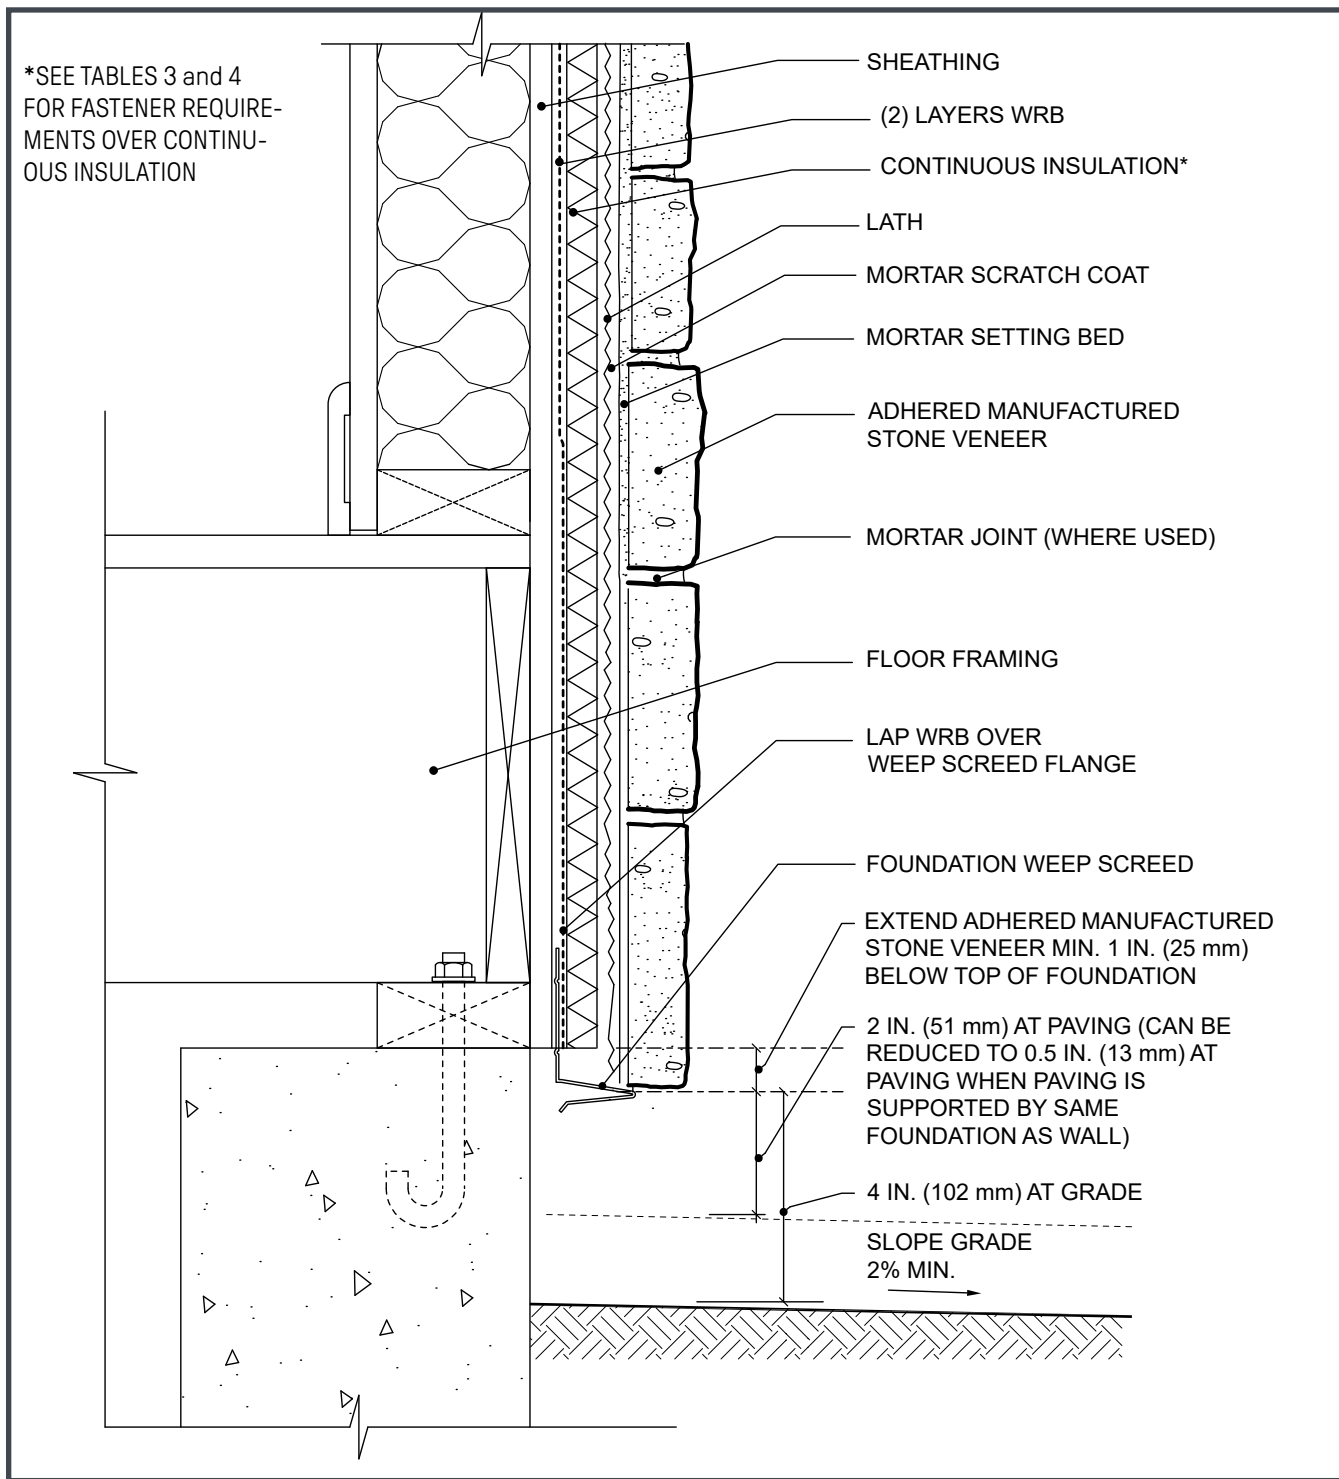 *SEE TABLES 3 and 4
FOR FASTENER REQUIRE-
MENTS OVER CONTINU-
OUS INSULATION
SHEATHING
(2) LAYERS WRB
CONTINUOUS INSULATION*
LATH
MORTAR SCRATCH COAT
MORTAR SETTING BED
ADHERED MANUFACTURED
STONE VENEER
MORTAR JOINT (WHERE USED)
FLOOR FRAMING
LAP WRB OVER
WEEP SCREED FLANGE
FOUNDATION WEEP SCREED
EXTEND ADHERED MANUFACTURED
STONE VENEER MIN. 1 IN. (25 mm)
BELOW TOP OF FOUNDATION
2 IN. (51 mm) AT PAVING (CAN BE
REDUCED TO 0.5 IN. (13 mm) AT
PAVING WHEN PAVING IS
SUPPORTED BY SAME
FOUNDATION AS WALL)
4 IN. (102 mm) AT GRADE
SLOPE GRADE
2% MIN.